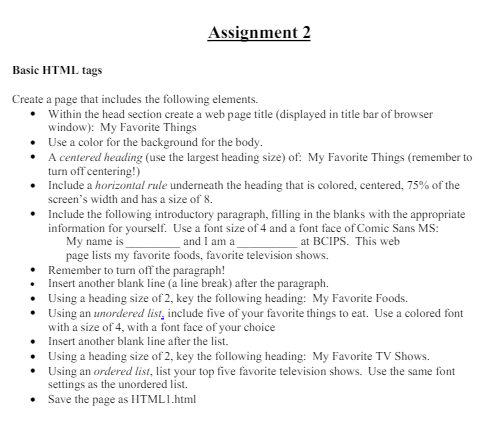 Assignment 2
Basic HTML tags
Create a page that includes the following elements.
• Within the head section create a web page title (displayed in title bar of browser
window): My Favorite Things
• Use a color for the background for the body.
• A centered heading (use the largest heading size) of: My Favorite Things (remember to
turn off centering!)
• Include a horizontal rule underneath the heading that is colored, centered, 75% of the
screen's width and has a size of 8.
• Include the following introductory paragraph, filling in the blanks with the appropriate
information for yourself. Use a font size of 4 and a font face of Comic Sans MS:
My name is _________ and I am a __________ at BCIPS. This web
page lists my favorite foods, favorite television shows.
• Remember to turn off the paragraph!
• Insert another blank line (a line break) after the paragraph.
• Using a heading size of 2, key the following heading: My Favorite Foods.
• Using an unordered list, include five of your favorite things to eat. Use a colored font
with a size of 4, with a font face of your choice
• Insert another blank line after the list.
• Using a heading size of 2, key the following heading: My Favorite TV Shows.
• Using an ordered list, list your top five favorite television shows. Use the same font
settings as the unordered list.
• Save the page as HTML1.html